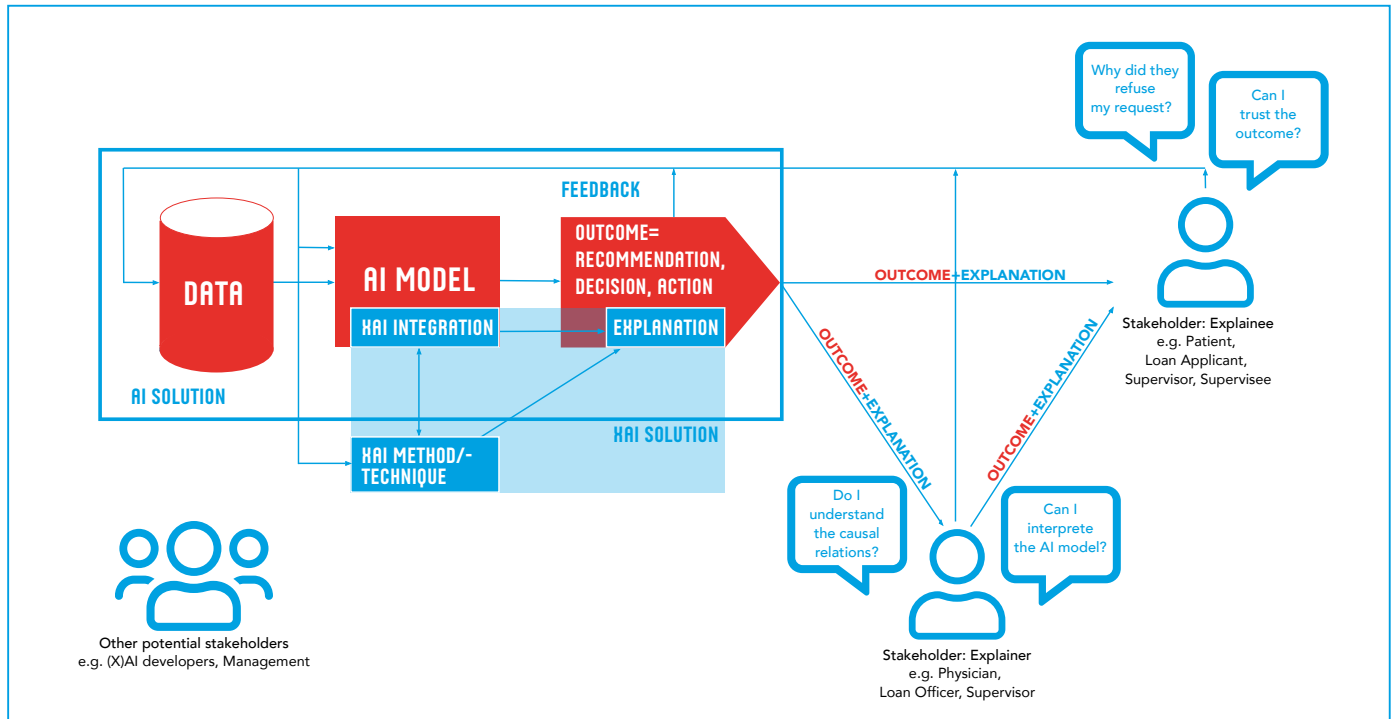 Why did they
refuse
my request?
Can I
trust the
outcome?
FEEDBACK
DATA
AI MODEL
OUTCOME=
RECOMMENDATION,
DECISION, ACTION
XAI INTEGRATION
EXPLANATION
AI SOLUTION
XAI SOLUTION
XAI METHOD/-
TECHNIQUE
OUTCOME+EXPLANATION
OUTCOME+EXPLANATION
OUTCOME+EXPLANATION
Stakeholder: Explainee
e.g. Patient,
Loan Applicant,
Supervisor, Supervisee
Do I
understand
the causal
relations?
Can I
interprete
the AI model?
Other potential stakeholders
e.g. (X)AI developers, Management
Stakeholder: Explainer
e.g. Physician,
Loan Officer, Supervisor